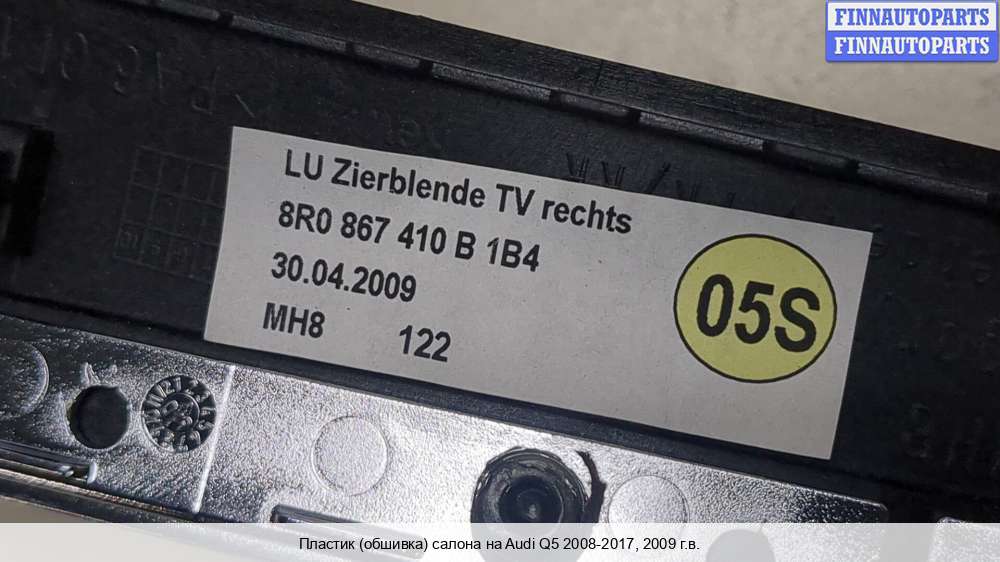 FINNAUTOPARTS
FINNAUTOPARTS
LU Zierblende TV rechts
8R0 867 410 B 1B4
30.04.2009
MH8 122
05S
Пластик (обшивка) салона на Audi Q5 2008-2017, 2009 г.в.